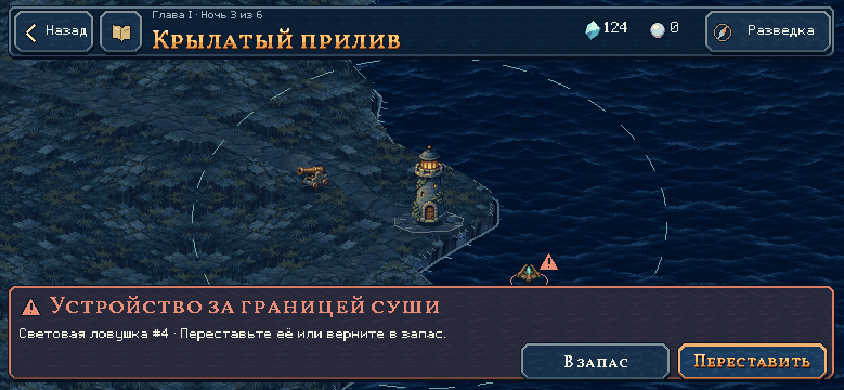 Назад
Глава I · Ночь 3 из 6
Крылатый прилив
124
0
Разведка
Устройство за границей суши
Световая ловушка #4 · Переставьте её или верните в запас.
В запас
Переставить